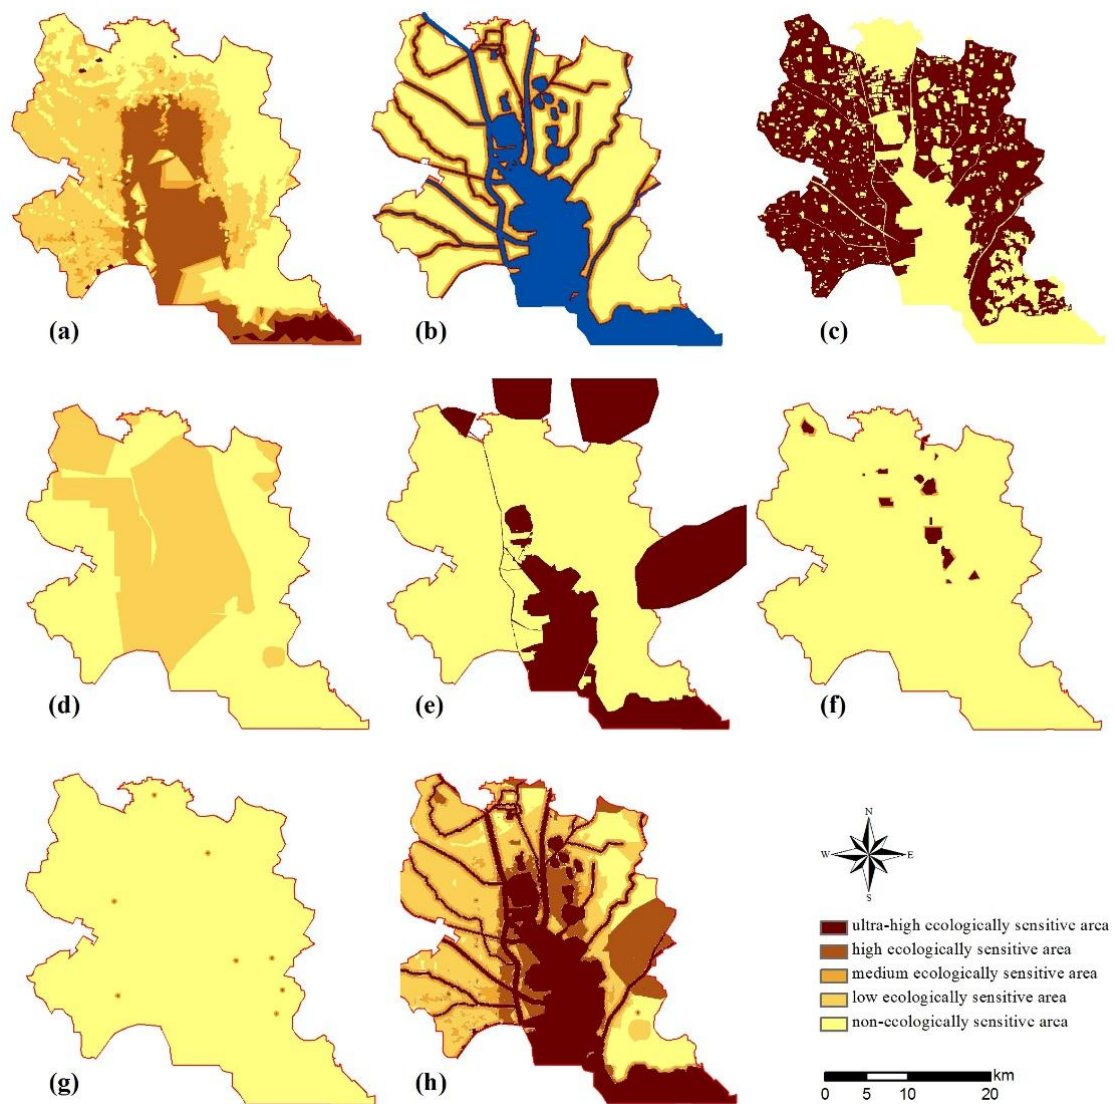 (a)
(b)
(c)
(d)
(e)
(f)
(g)
(h)
N
W E
S
ultra-high ecologically sensitive area
high ecologically sensitive area
medium ecologically sensitive area
low ecologically sensitive area
non-ecologically sensitive area
km
0 5 10 20